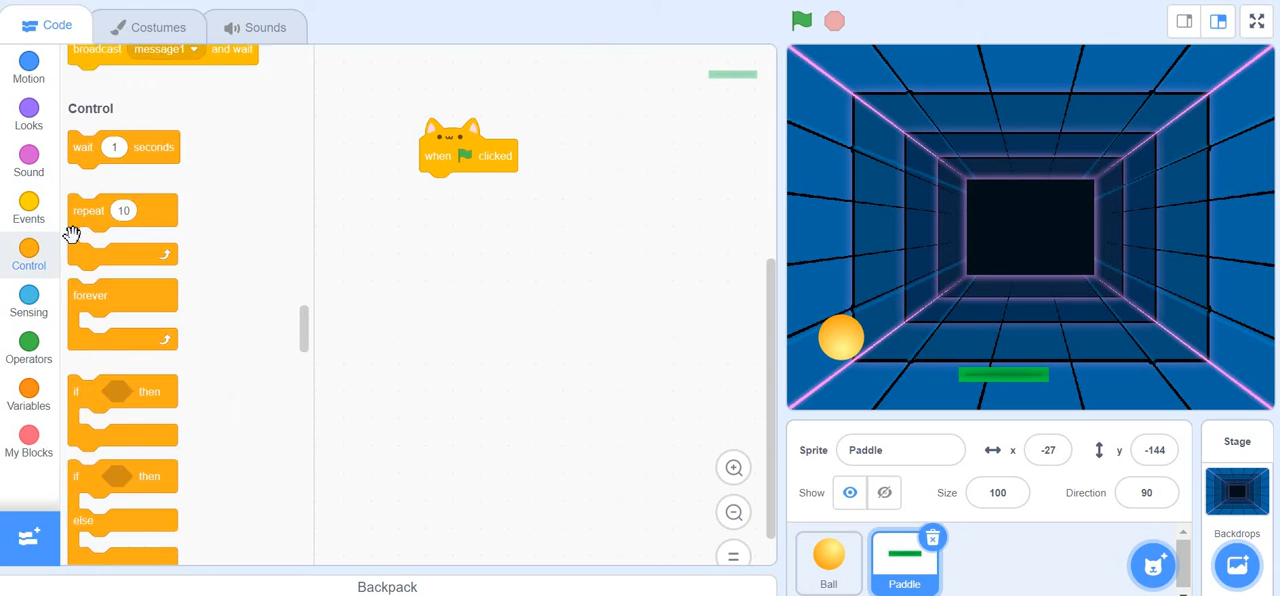 Code
Costumes
Sounds
Motion
Looks
Sound
Events
Control
Sensing
Operators
Variables
My Blocks
broadcast message1 and wait
Control
wait 1 seconds
repeat 10
forever
if then
if then
else
when clicked
Backpack
Sprite Paddle x -27 y -144
Show Size 100 Direction 90
Ball
Paddle
Stage
Backdrops